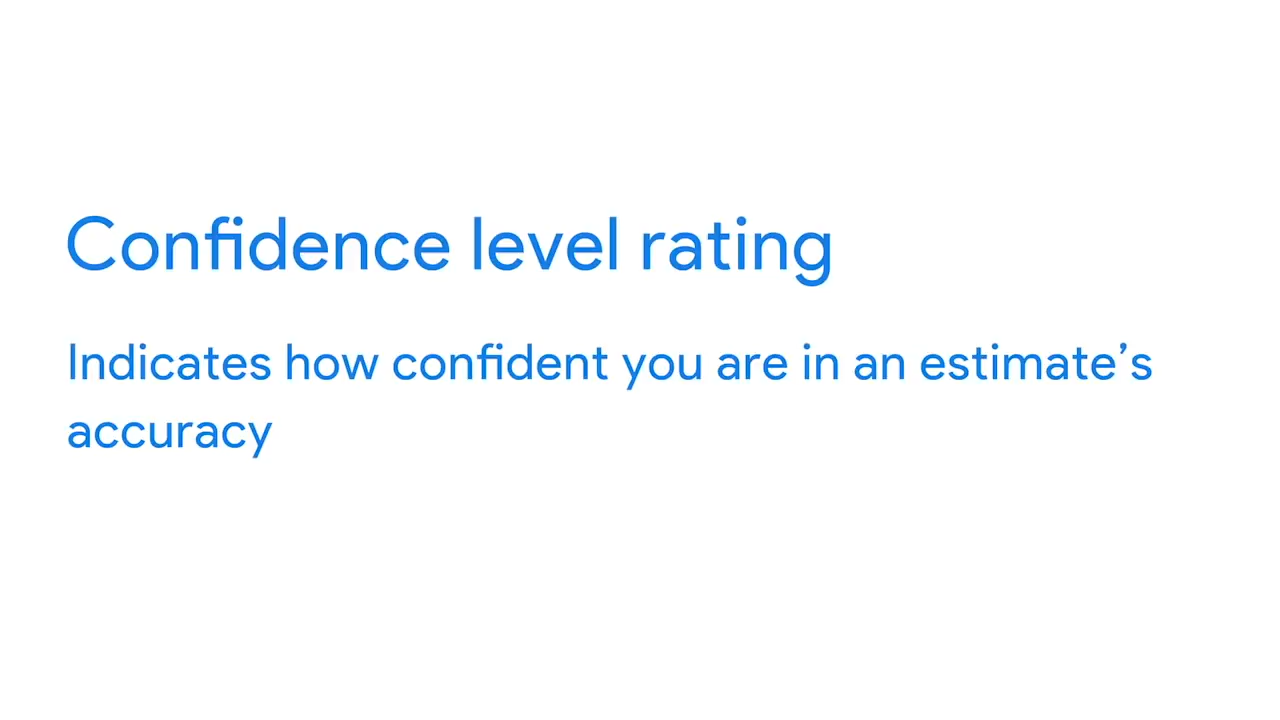 Confidence level rating
Indicates how confident you are in an estimate’s
accuracy